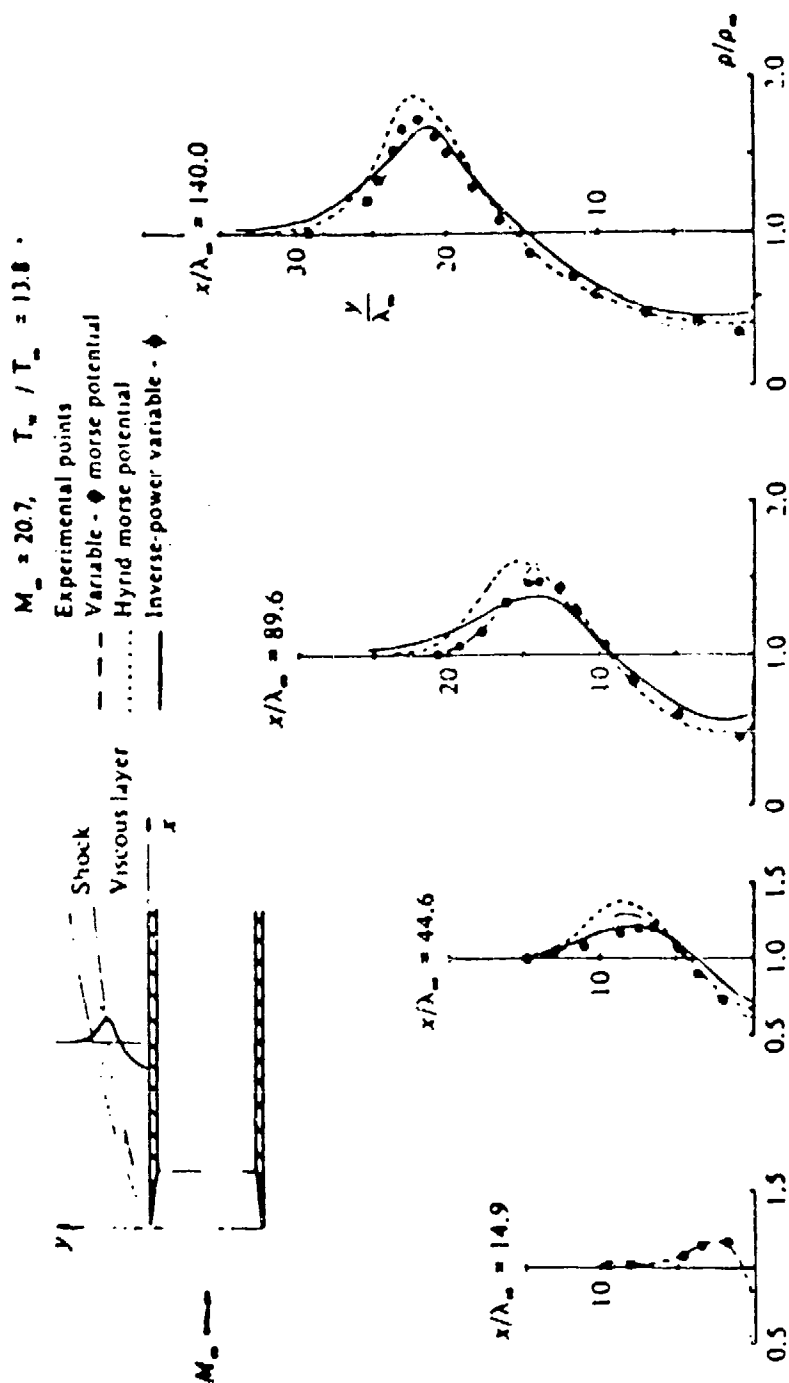 M∞ = 20.7, T_w / T∞ = 13.8
Experimental points
Variable - ϕ morse potential
Hyrid morse potential
Inverse-power variable - ϕ
Shock
Viscous layer
y
x
M∞
x/λ∞ = 14.9
10
0.5 1.5
x/λ∞ = 44.6
10
0.5 1.0 1.5
x/λ∞ = 89.6
20
10
0 1.0 2.0
x/λ∞ = 140.0
30
y/λ∞
20
10
0 1.0 2.0
ρ/ρ∞